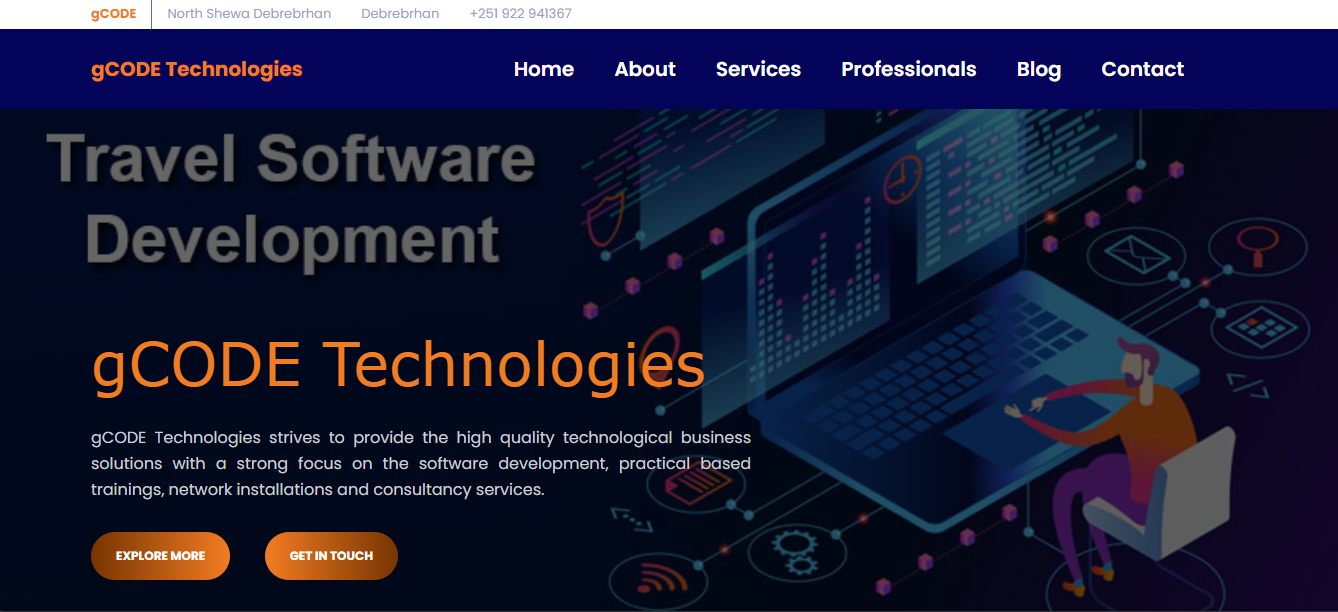 gCODE North Shewa Debrebrhan Debrebrhan +251 922 941367
gCODE Technologies Home About Services Professionals Blog Contact
Travel Software
Development
gCODE Technologies
gCODE Technologies strives to provide the high quality technological business
solutions with a strong focus on the software development, practical based
trainings, network installations and consultancy services.
EXPLORE MORE GET IN TOUCH